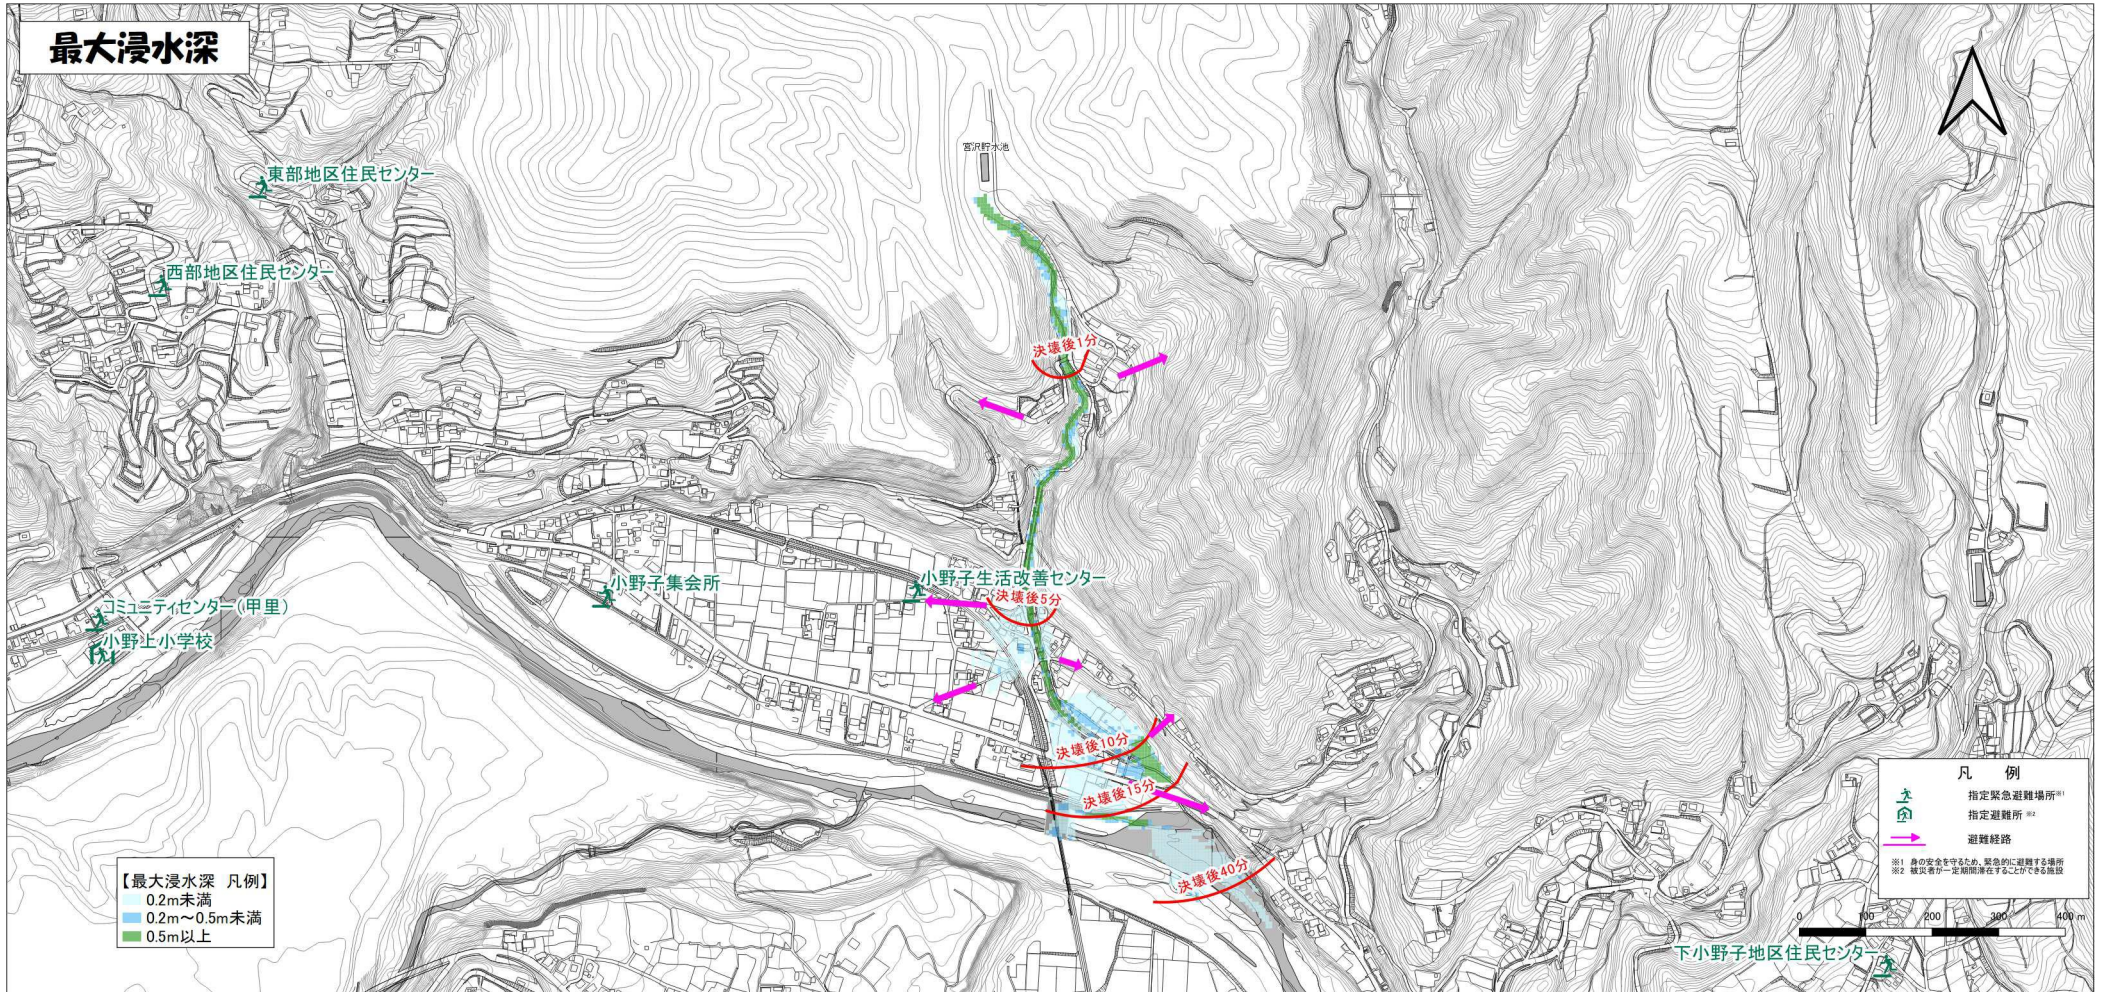 最大浸水深
宮沢貯水池
東部地区住民センター
西部地区住民センター
決壊後1分
小野子集会所
小野子生活改善センター
決壊後5分
コミュニティセンター(甲里)
小野上小学校
決壊後10分
決壊後15分
決壊後40分
凡 例
指定緊急避難場所※1
指定避難所 ※2
避難経路
※1 身の安全を守るため、緊急的に避難する場所
※2 被災者が一定期間滞在することができる施設
【最大浸水深 凡例】
0.2m未満
0.2m～0.5m未満
0.5m以上
0 100 200 300 400 m
下小野子地区住民センター